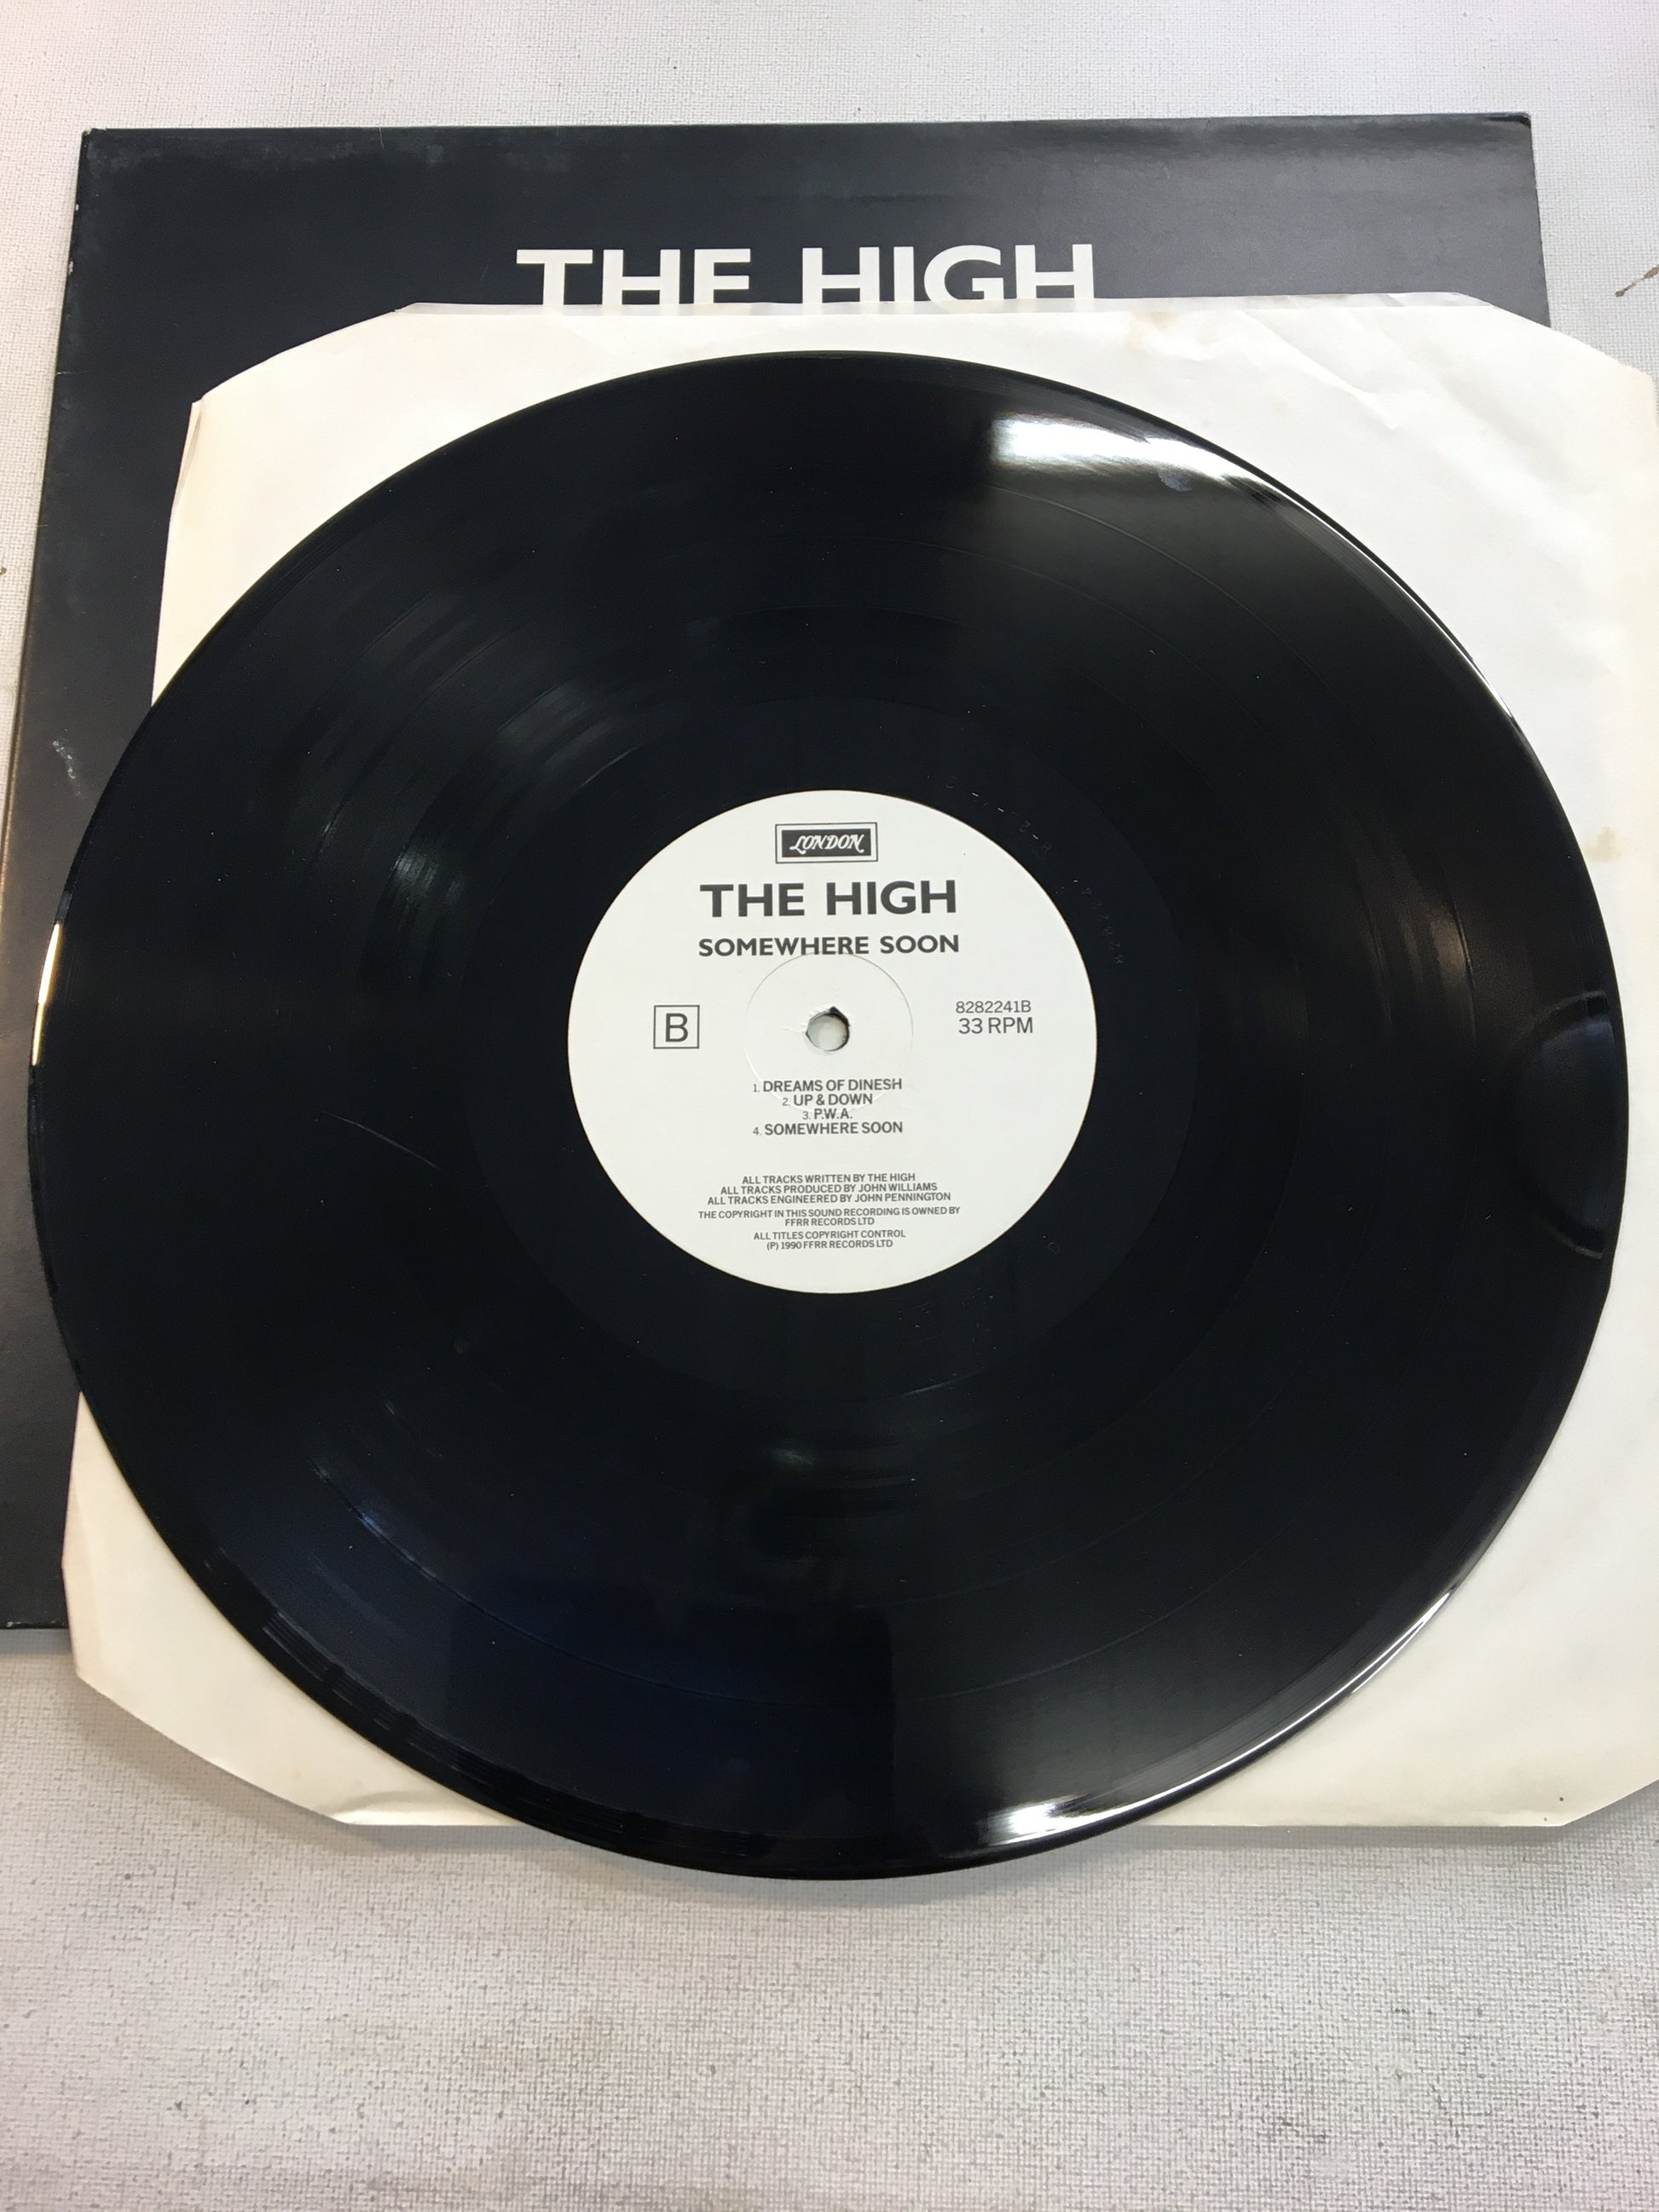 THE HIGH
LONDON
THE HIGH
SOMEWHERE SOON
B
8282241B
33 RPM
1. DREAMS OF DINESH
2. UP & DOWN
3. P.W.A.
4. SOMEWHERE SOON
ALL TRACKS WRITTEN BY THE HIGH
ALL TRACKS PRODUCED BY JOHN WILLIAMS
ALL TRACKS ENGINEERED BY JOHN PENNINGTON
THE COPYRIGHT IN THIS SOUND RECORDING IS OWNED BY
FFRR RECORDS LTD
ALL TITLES COPYRIGHT CONTROL
(P) 1990 FFRR RECORDS LTD